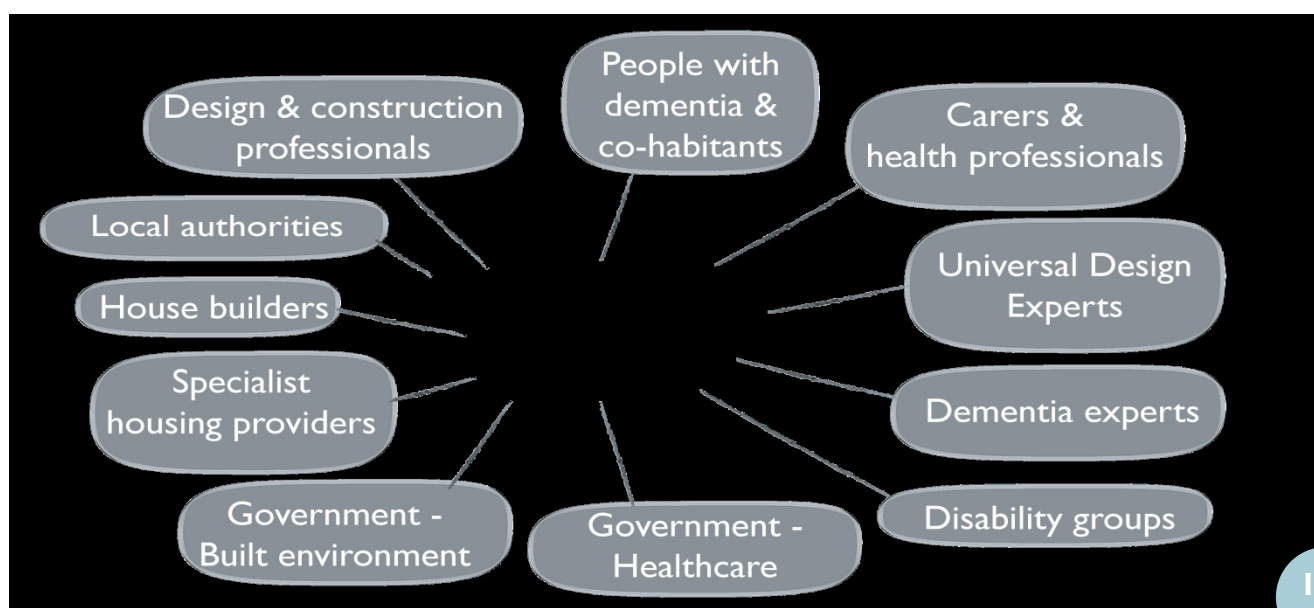 Design & construction
professionals
People with
dementia &
co-habitants
Carers &
health professionals
Local authorities
Universal Design
Experts
House builders
Specialist
housing providers
Dementia experts
Government -
Built environment
Government -
Healthcare
Disability groups